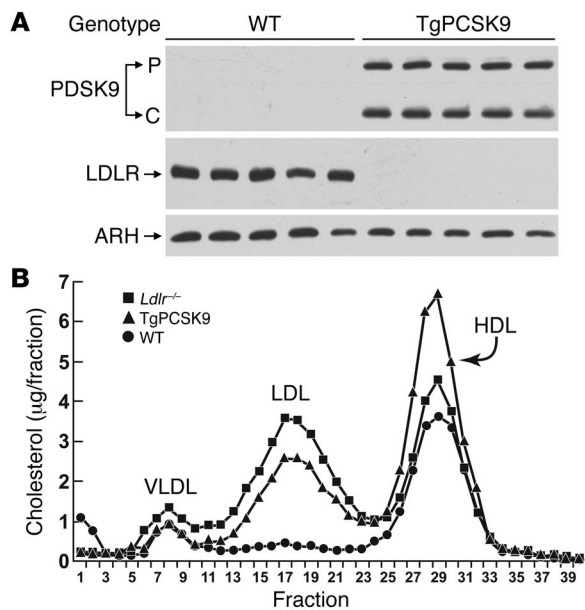 A
Genotype WT TgPCSK9
PDSK9 P
C
LDLR
ARH
B
7
6
5
4
3
2
1
0
Cholesterol (μg/fraction)
Ldlr–/–
TgPCSK9
WT
VLDL
LDL
HDL
1 3 5 7 9 11 13 15 17 19 21 23 25 27 29 31 33 35 37 39
Fraction